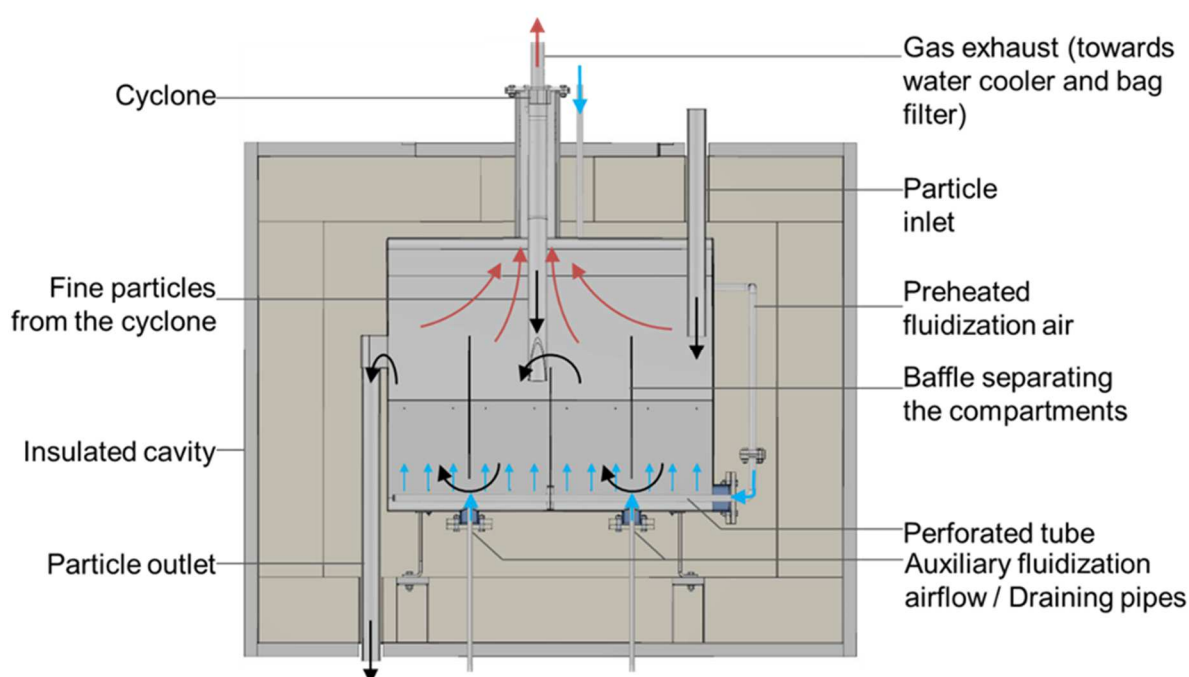 Cyclone
Fine particles
from the cyclone
Insulated cavity
Particle outlet
Gas exhaust (towards
water cooler and bag
filter)
Particle
inlet
Preheated
fluidization air
Baffle separating
the compartments
Perforated tube
Auxiliary fluidization
airflow / Draining pipes